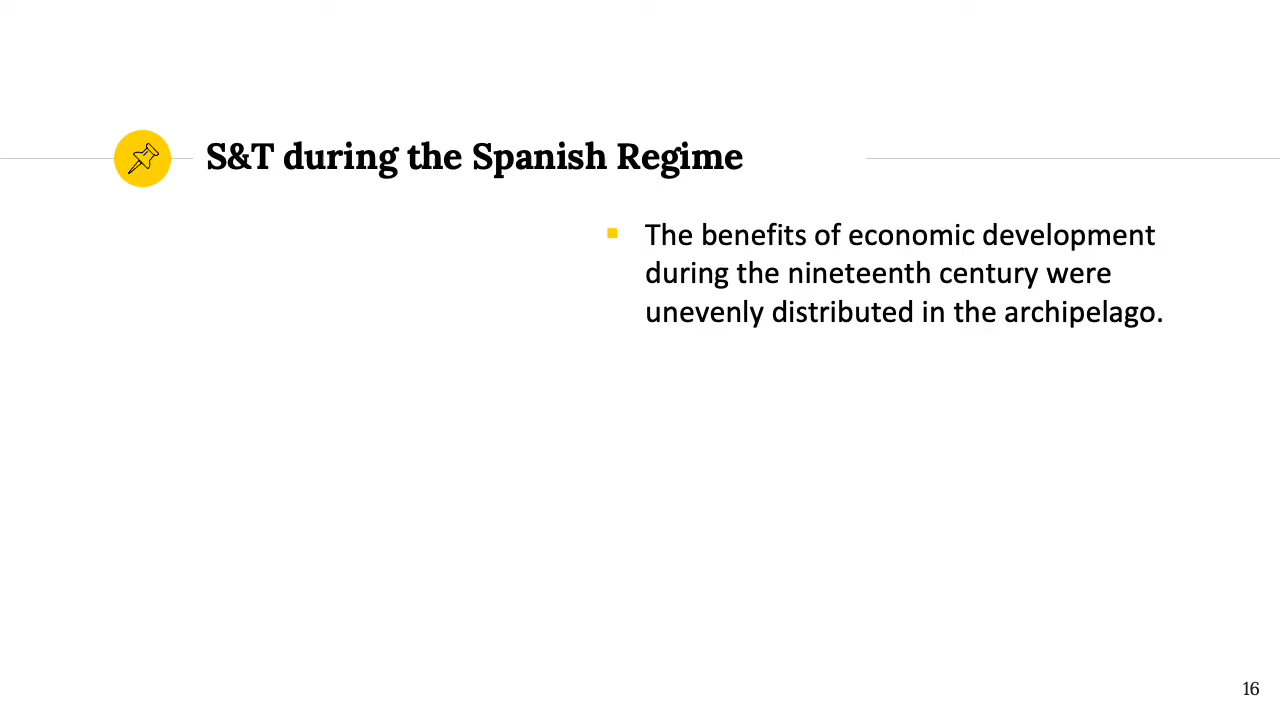 S&T during the Spanish Regime
▪ The benefits of economic development
during the nineteenth century were
unevenly distributed in the archipelago.
16